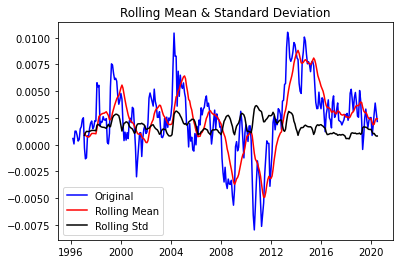 Rolling Mean & Standard Deviation
0.0100
0.0075
0.0050
0.0025
0.0000
−0.0025
−0.0050
−0.0075
Original
Rolling Mean
Rolling Std
1996 2000 2004 2008 2012 2016 2020